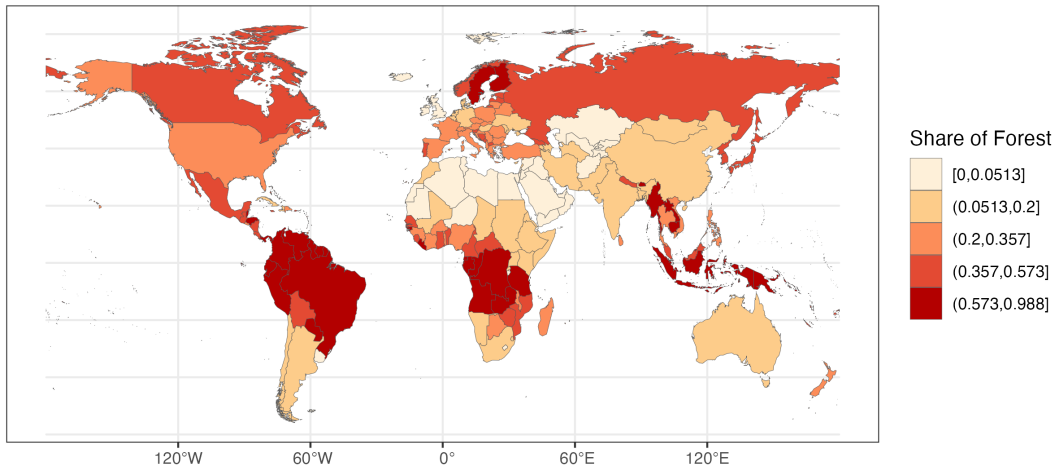 Share of Forest
[0,0.0513]
(0.0513,0.2]
(0.2,0.357]
(0.357,0.573]
(0.573,0.988]
120°W 60°W 0° 60°E 120°E